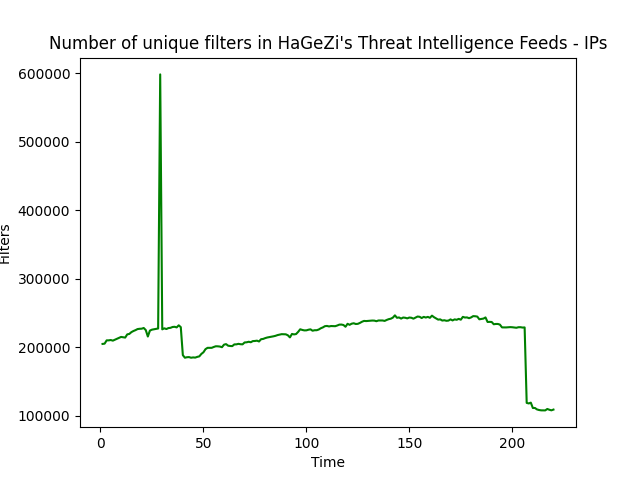 Number of unique filters in HaGeZi's Threat Intelligence Feeds - IPs
600000
500000
400000
300000
200000
100000
Filters
0 50 100 150 200
Time